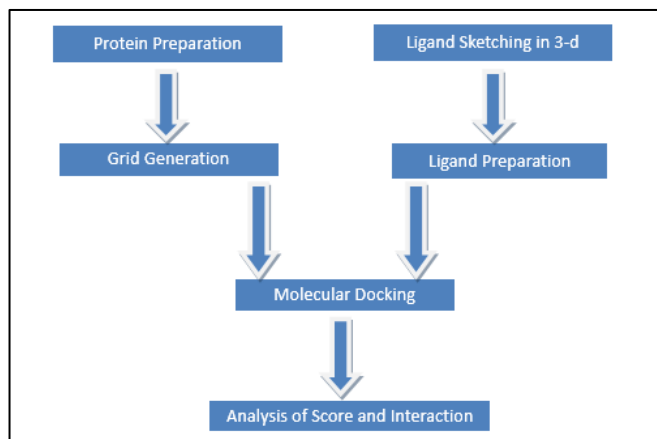 Protein Preparation
Ligand Sketching in 3-d
Grid Generation
Ligand Preparation
Molecular Docking
Analysis of Score and Interaction